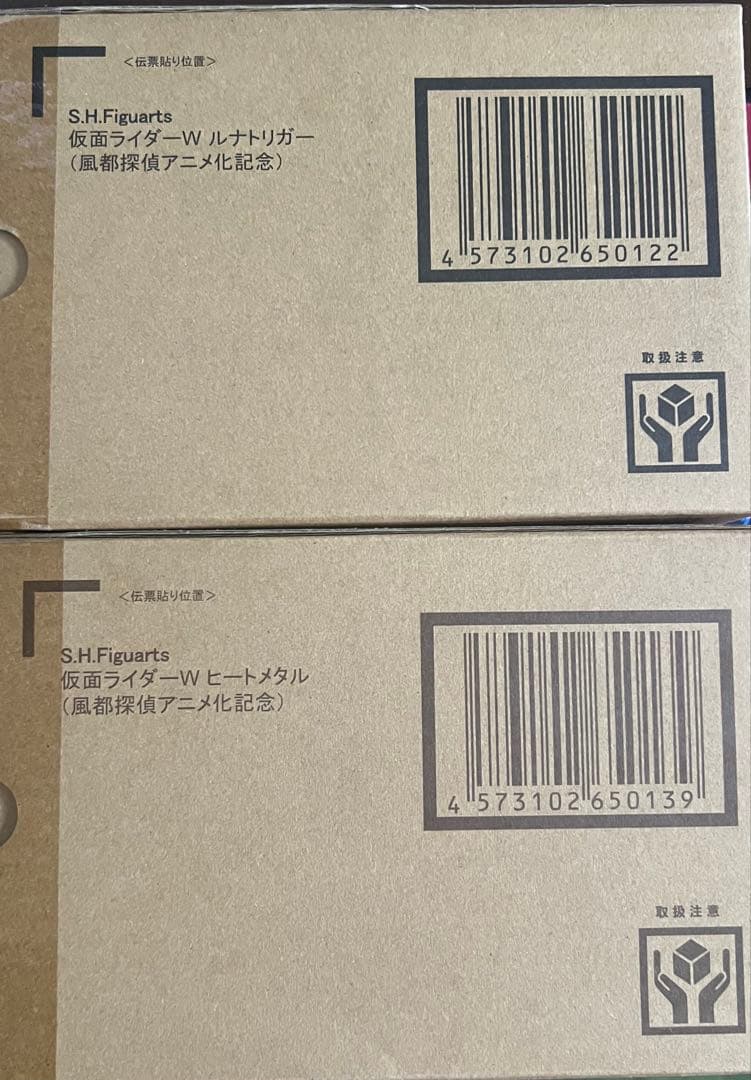 <伝票貼り位置>
S.H.Figuarts
仮面ライダーW ルナトリガー
(風都探偵アニメ化記念)
4 573102 650122
取扱注意
<伝票貼り位置>
S.H.Figuarts
仮面ライダーW ヒートメタル
(風都探偵アニメ化記念)
4 573102 650139
取扱注意